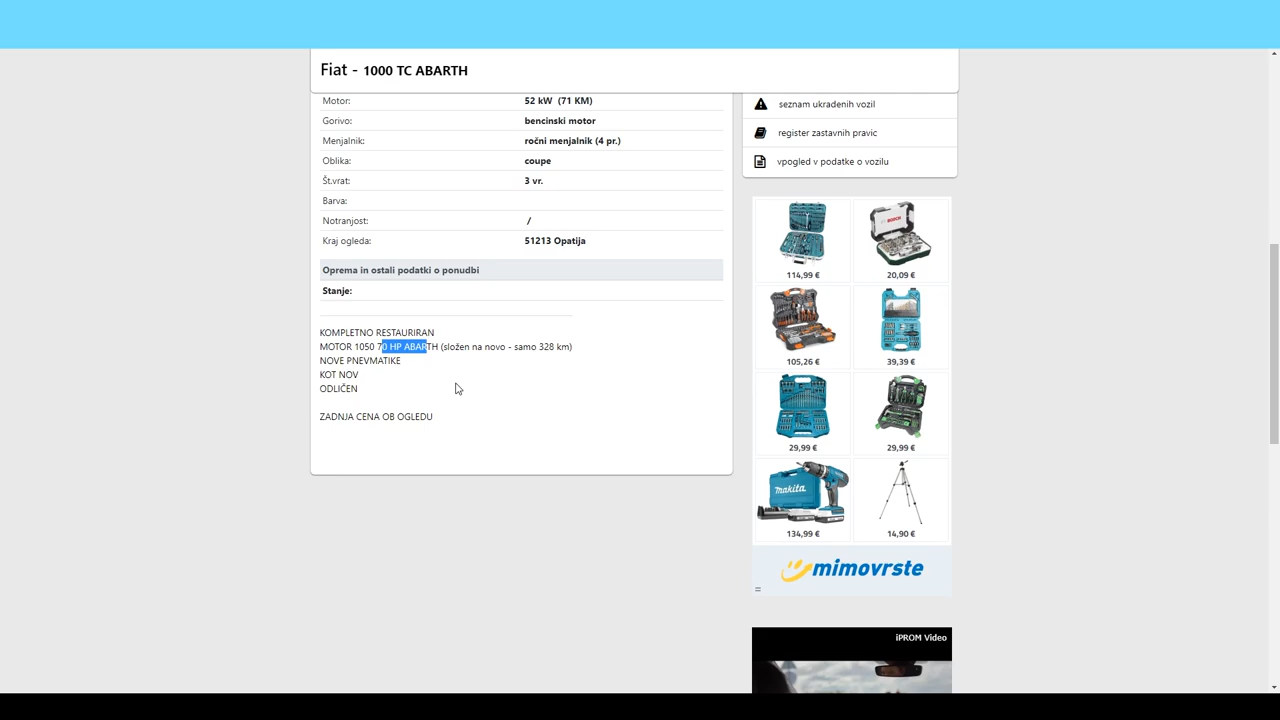 Fiat - 1000 TC ABARTH
Motor: 52 kW (71 KM)
Gorivo: bencinski motor
Menjalnik: ročni menjalnik (4 pr.)
Oblika: coupe
Št.vrat: 3 vr.
Barva:
Notranjost: /
Kraj ogleda: 51213 Opatija
Oprema in ostali podatki o ponudbi
Stanje:
KOMPLETNO RESTAURIRAN
MOTOR 1050 70 HP ABARTH (složen na novo - samo 328 km)
NOVE PNEVMATIKE
KOT NOV
ODLIČEN
ZADNJA CENA OB OGLEDU
seznam ukradenih vozil
register zastavnih pravic
vpogled v podatke o vozilu
BOSCH
114,99 € 20,09 €
105,26 € 39,39 €
29,99 € 29,99 €
makita
134,99 € 14,90 €
mimovrste
iPROM Video